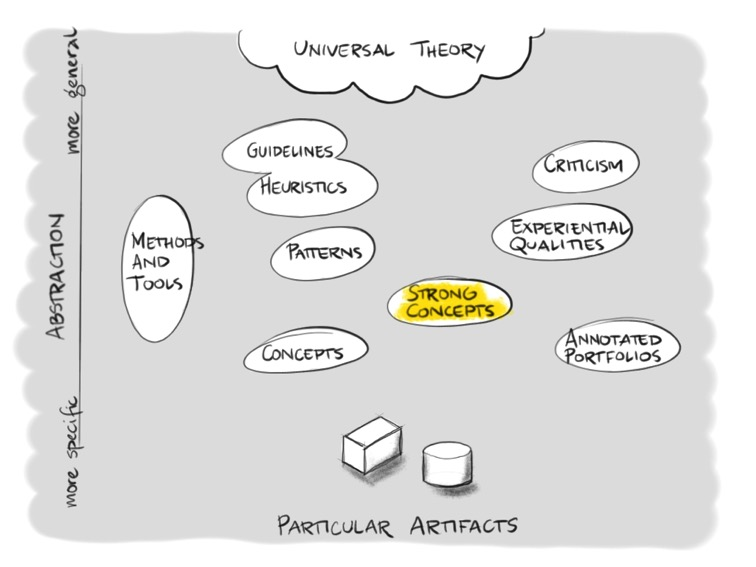 UNIVERSAL THEORY
more general
GUIDELINES
HEURISTICS
CRITICISM
METHODS
AND
TOOLS
PATTERNS
EXPERIENTIAL
QUALITIES
ABSTRACTION
STRONG
CONCEPTS
CONCEPTS
ANNOTATED
PORTFOLIOS
more specific
PARTICULAR ARTIFACTS